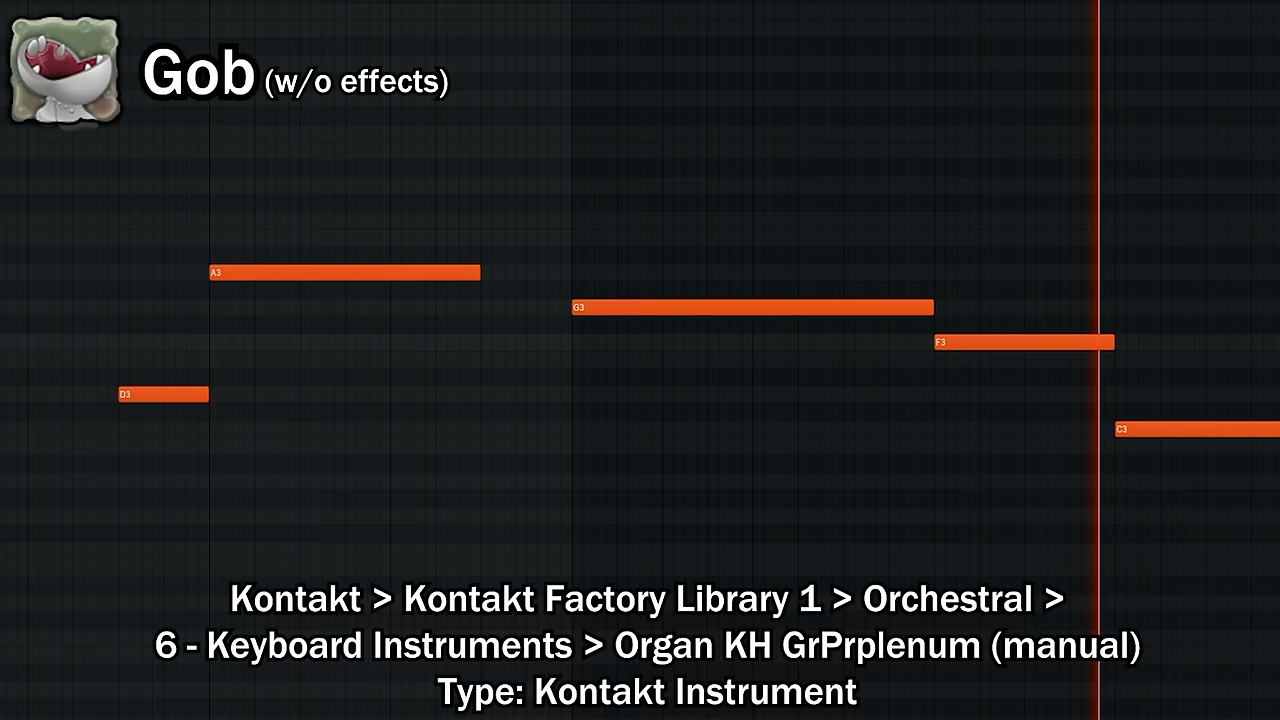 Gob (w/o effects)
A3
G3
F3
D3
C3
Kontakt > Kontakt Factory Library 1 > Orchestral >
6 - Keyboard Instruments > Organ KH GrPrplenum (manual)
Type: Kontakt Instrument